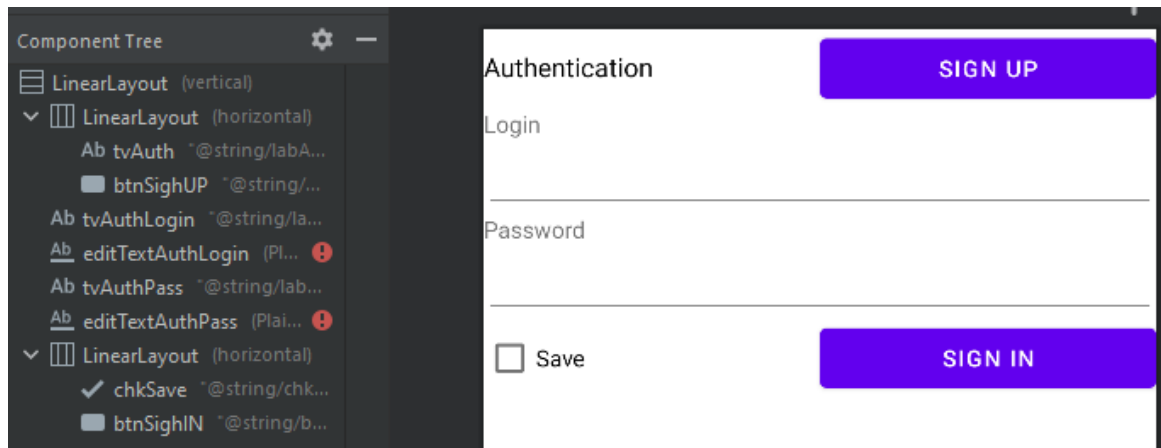 Component Tree
LinearLayout (vertical)
LinearLayout (horizontal)
Ab tvAuth "@string/labA...
btnSighUP "@string/...
Ab tvAuthLogin "@string/la...
Ab editTextAuthLogin (Pl...
Ab tvAuthPass "@string/lab...
Ab editTextAuthPass (Plai...
LinearLayout (horizontal)
chkSave "@string/chk...
btnSighIN "@string/b...
Authentication SIGN UP
Login
Password
Save SIGN IN